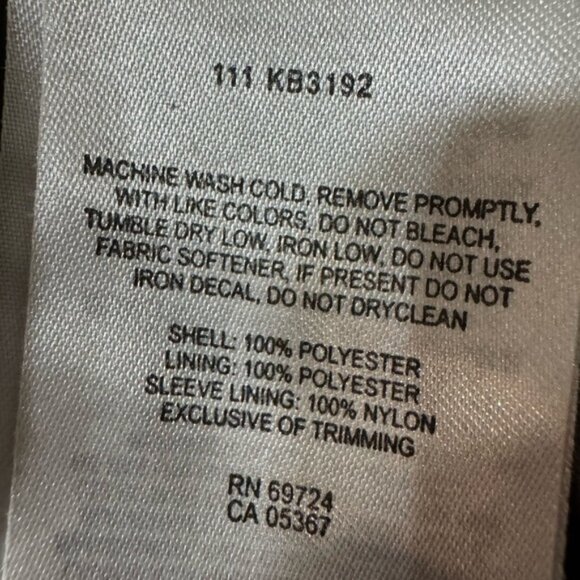 111 KB3192
MACHINE WASH COLD, REMOVE PROMPTLY,
WITH LIKE COLORS, DO NOT BLEACH,
TUMBLE DRY LOW, IRON LOW, DO NOT USE
FABRIC SOFTENER, IF PRESENT DO NOT
IRON DECAL, DO NOT DRYCLEAN
SHELL: 100% POLYESTER
LINING: 100% POLYESTER
SLEEVE LINING: 100% NYLON
EXCLUSIVE OF TRIMMING
RN 69724
CA 05367